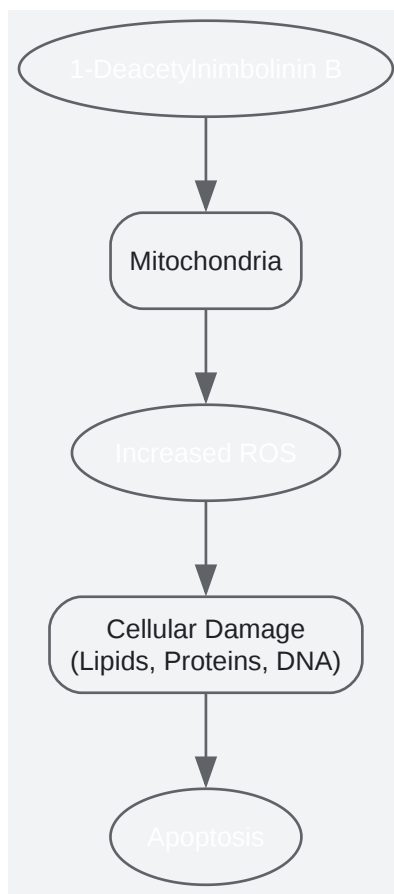 1-Deacetylnimbolinin B
Mitochondria
Increased ROS
Cellular Damage
(Lipids, Proteins, DNA)
Apoptosis